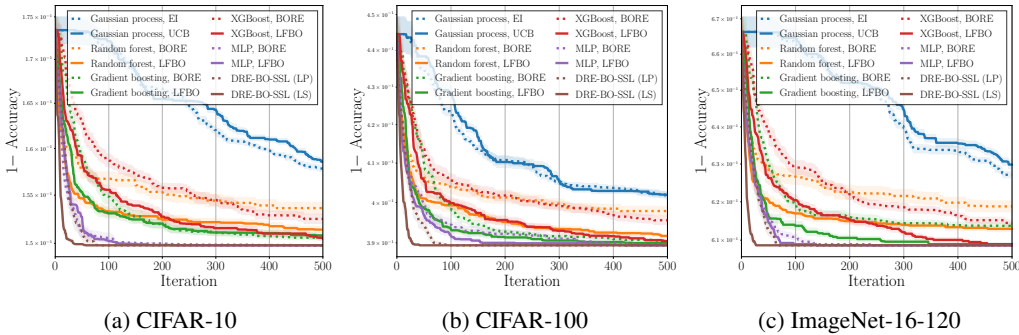 1.75 × 10⁻¹
1.7 × 10⁻¹
1.65 × 10⁻¹
1.6 × 10⁻¹
1.55 × 10⁻¹
1.5 × 10⁻¹
1− Accuracy
Gaussian process, EI
Gaussian process, UCB
Random forest, BORE
Random forest, LFBO
Gradient boosting, BORE
Gradient boosting, LFBO
XGBoost, BORE
XGBoost, LFBO
MLP, BORE
MLP, LFBO
DRE-BO-SSL (LP)
DRE-BO-SSL (LS)
0 100 200 300 400 500
Iteration
(a) CIFAR-10
4.5 × 10⁻¹
4.4 × 10⁻¹
4.3 × 10⁻¹
4.2 × 10⁻¹
4.1 × 10⁻¹
4 × 10⁻¹
3.9 × 10⁻¹
1− Accuracy
Gaussian process, EI
Gaussian process, UCB
Random forest, BORE
Random forest, LFBO
Gradient boosting, BORE
Gradient boosting, LFBO
XGBoost, BORE
XGBoost, LFBO
MLP, BORE
MLP, LFBO
DRE-BO-SSL (LP)
DRE-BO-SSL (LS)
0 100 200 300 400 500
Iteration
(b) CIFAR-100
6.7 × 10⁻¹
6.6 × 10⁻¹
6.5 × 10⁻¹
6.4 × 10⁻¹
6.3 × 10⁻¹
6.2 × 10⁻¹
6.1 × 10⁻¹
1− Accuracy
Gaussian process, EI
Gaussian process, UCB
Random forest, BORE
Random forest, LFBO
Gradient boosting, BORE
Gradient boosting, LFBO
XGBoost, BORE
XGBoost, LFBO
MLP, BORE
MLP, LFBO
DRE-BO-SSL (LP)
DRE-BO-SSL (LS)
0 100 200 300 400 500
Iteration
(c) ImageNet-16-120